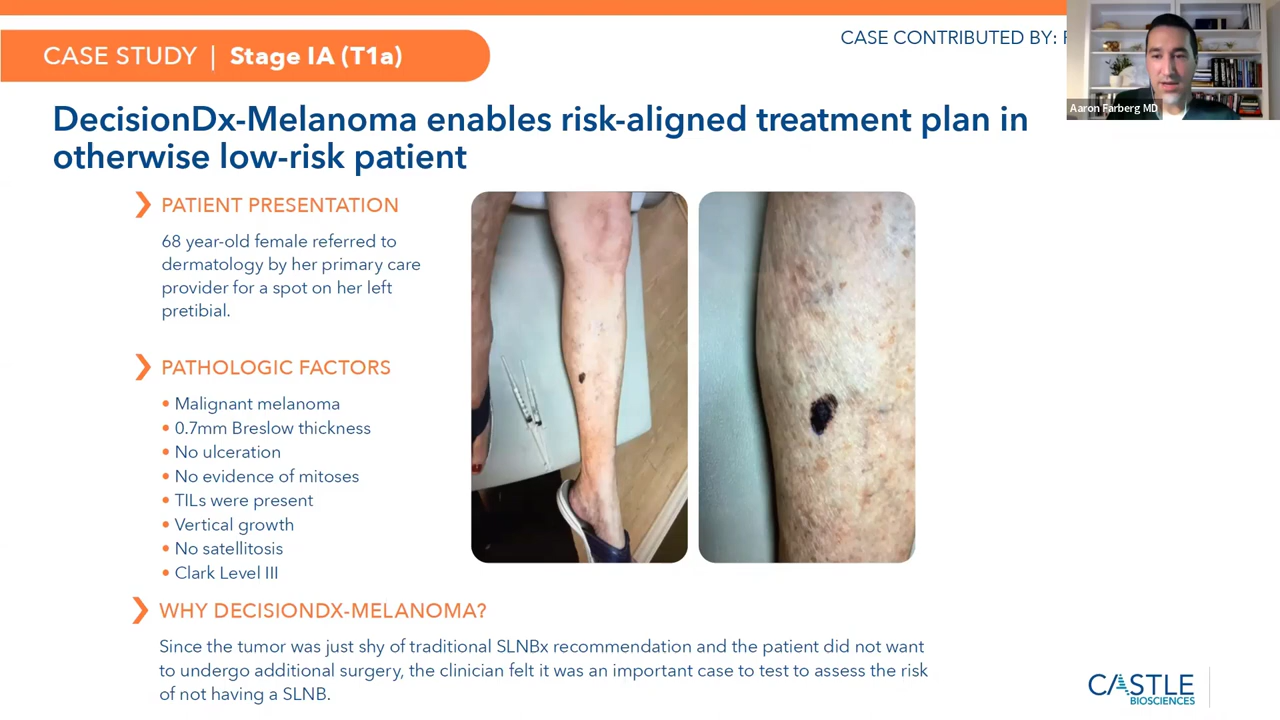 CASE STUDY | Stage IA (T1a)
CASE CONTRIBUTED BY:
Aaron Farberg MD
DecisionDx-Melanoma enables risk-aligned treatment plan in
otherwise low-risk patient
PATIENT PRESENTATION
68 year-old female referred to
dermatology by her primary care
provider for a spot on her left
pretibial.
PATHOLOGIC FACTORS
• Malignant melanoma
• 0.7mm Breslow thickness
• No ulceration
• No evidence of mitoses
• TILs were present
• Vertical growth
• No satellitosis
• Clark Level III
WHY DECISIONDX-MELANOMA?
Since the tumor was just shy of traditional SLNBx recommendation and the patient did not want
to undergo additional surgery, the clinician felt it was an important case to test to assess the risk
of not having a SLNB.
CASTLE
BIOSCIENCES